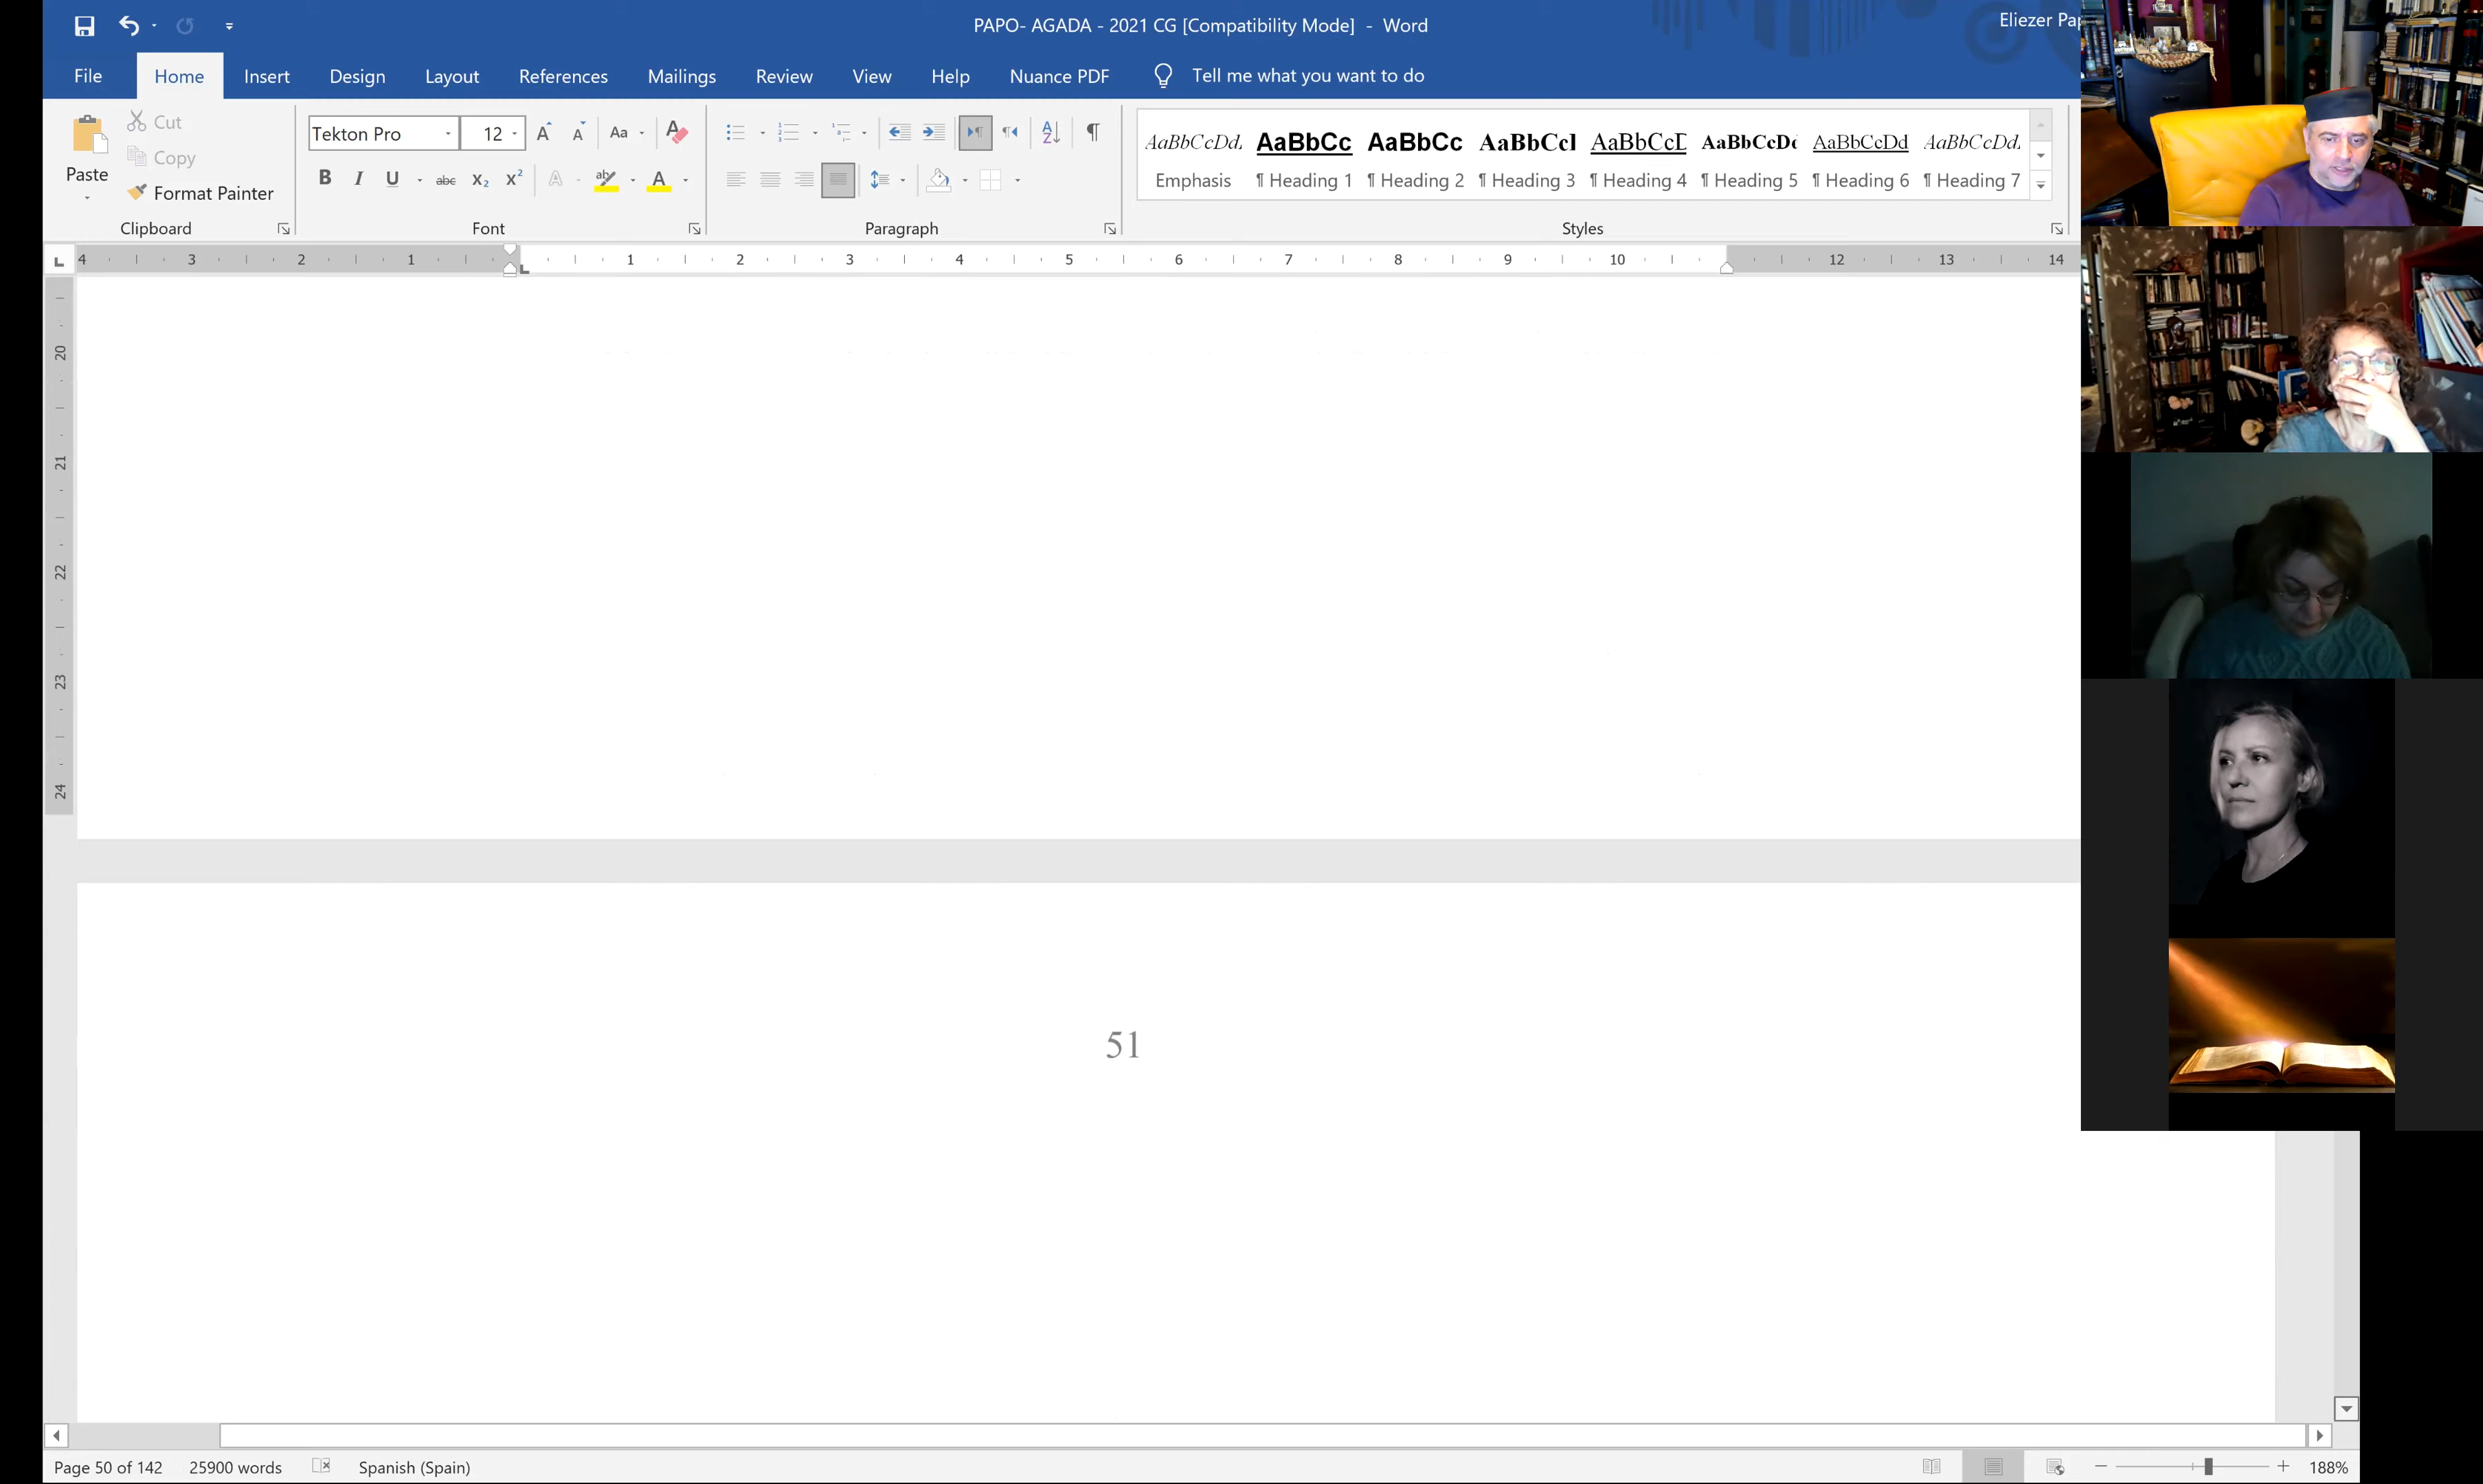 PAPO- AGADA - 2021 CG [Compatibility Mode] - Word
Eliezer Pa
File Home Insert Design Layout References Mailings Review View Help Nuance PDF Tell me what you want to do
Paste
Cut
Copy
Format Painter
Clipboard
Tekton Pro 12 Aa
B I U abc X₂ X²
Font
Paragraph
AaBbCcDd. AaBbCc AaBbCc AaBbCcI AaBbCcD AaBbCcDc AaBbCcDd AaBbCcDd.
Emphasis ¶ Heading 1 ¶ Heading 2 ¶ Heading 3 ¶ Heading 4 ¶ Heading 5 ¶ Heading 6 ¶ Heading 7
Styles
4 3 2 1 1 2 3 4 5 6 7 8 9 10 12 13 14
20
21
22
23
24
51
Page 50 of 142 25900 words Spanish (Spain) 188%